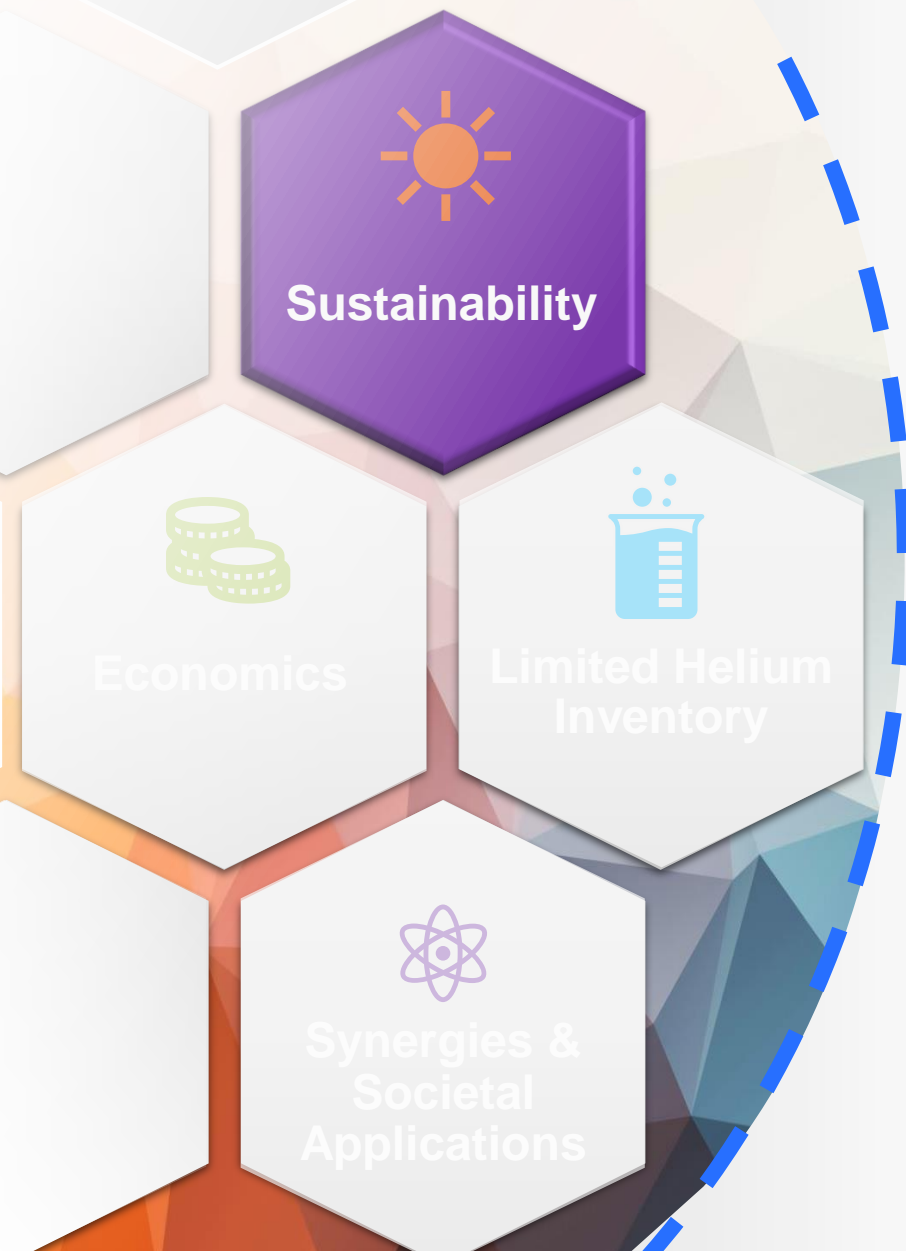 Sustainability
Economics
Limited Helium
Inventory
Synergies &
Societal
Applications